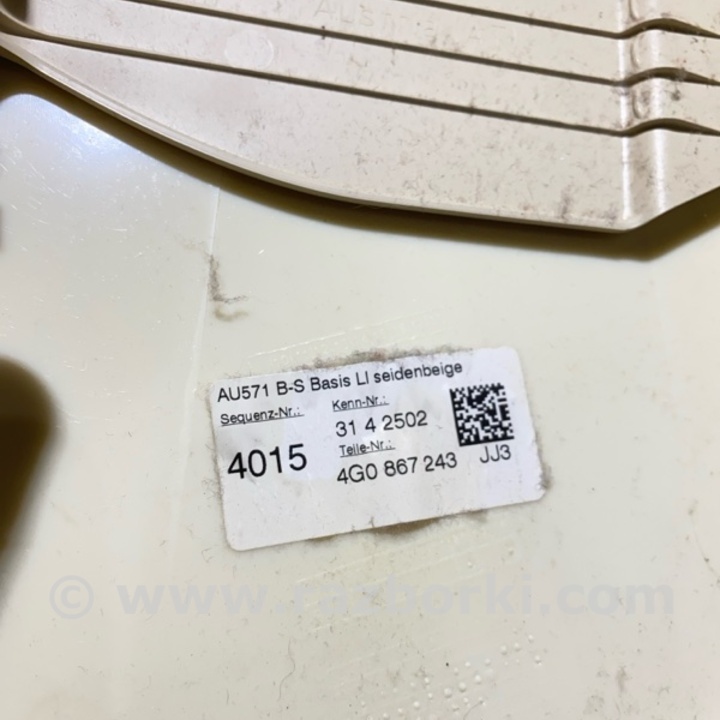 AU571 B-S Basis LI seidenbeige
Sequenz-Nr.: Kenn-Nr.:
4015 31 4 2502
Teile-Nr.:
4G0 867 243 JJ3
© www.razborki.com